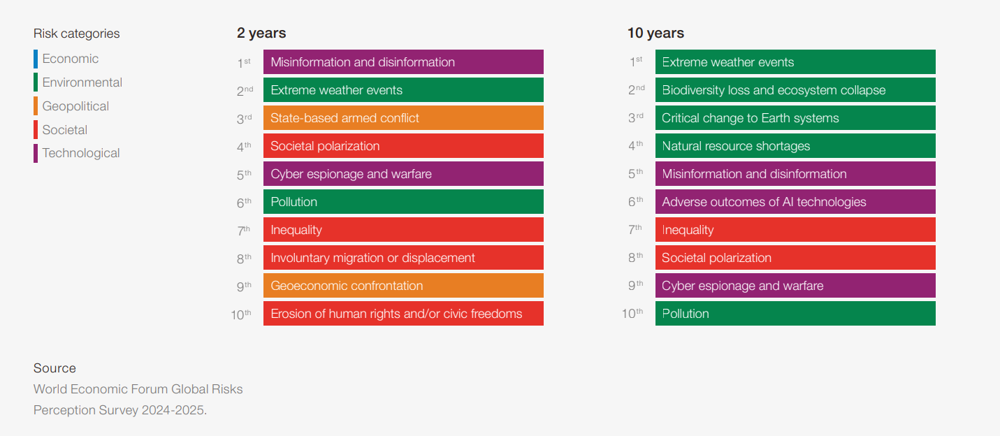 Risk categories
Economic
Environmental
Geopolitical
Societal
Technological
2 years
1st Misinformation and disinformation
2nd Extreme weather events
3rd State-based armed conflict
4th Societal polarization
5th Cyber espionage and warfare
6th Pollution
7th Inequality
8th Involuntary migration or displacement
9th Geoeconomic confrontation
10th Erosion of human rights and/or civic freedoms
10 years
1st Extreme weather events
2nd Biodiversity loss and ecosystem collapse
3rd Critical change to Earth systems
4th Natural resource shortages
5th Misinformation and disinformation
6th Adverse outcomes of AI technologies
7th Inequality
8th Societal polarization
9th Cyber espionage and warfare
10th Pollution
Source
World Economic Forum Global Risks
Perception Survey 2024-2025.